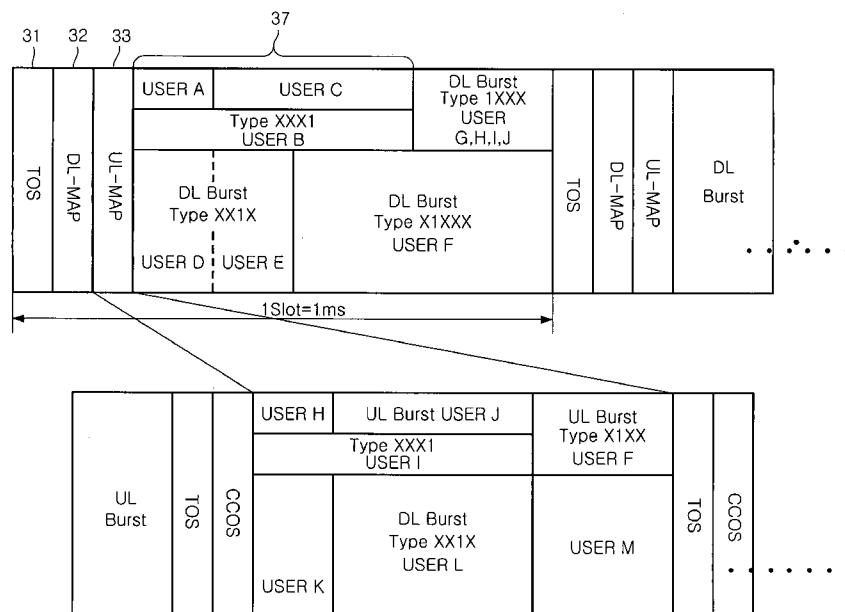 31 32 33 37
TOS
DL-MAP
UL-MAP
USER A
USER C
Type XXX1
USER B
DL Burst
Type 1XXX
USER
G,H,I,J
DL Burst
Type XX1X
USER D
USER E
DL Burst
Type X1XXX
USER F
TOS
DL-MAP
UL-MAP
DL
Burst
1Slot=1ms
UL
Burst
TOS
CCOS
USER H
UL Burst USER J
Type XXX1
USER I
UL Burst
Type X1XX
USER F
USER K
DL Burst
Type XX1X
USER L
USER M
TOS
CCOS